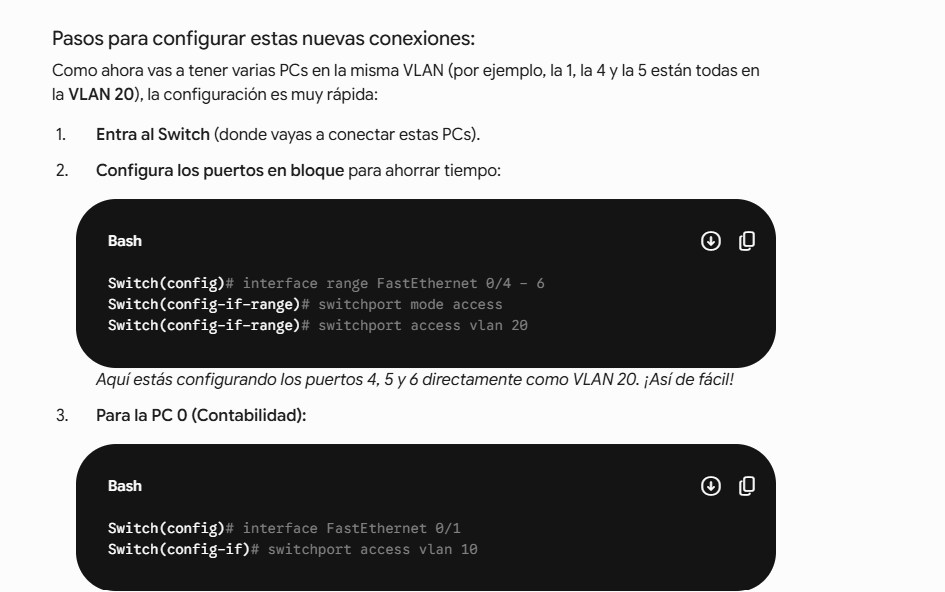 Pasos para configurar estas nuevas conexiones:
Como ahora vas a tener varias PCs en la misma VLAN (por ejemplo, la 1, la 4 y la 5 están todas en
la VLAN 20), la configuración es muy rápida:
1. Entra al Switch (donde vayas a conectar estas PCs).
2. Configura los puertos en bloque para ahorrar tiempo:
Bash
Switch(config)# interface range FastEthernet 0/4 - 6
Switch(config-if-range)# switchport mode access
Switch(config-if-range)# switchport access vlan 20
Aquí estás configurando los puertos 4, 5 y 6 directamente como VLAN 20. ¡Así de fácil!
3. Para la PC 0 (Contabilidad):
Bash
Switch(config)# interface FastEthernet 0/1
Switch(config-if)# switchport access vlan 10